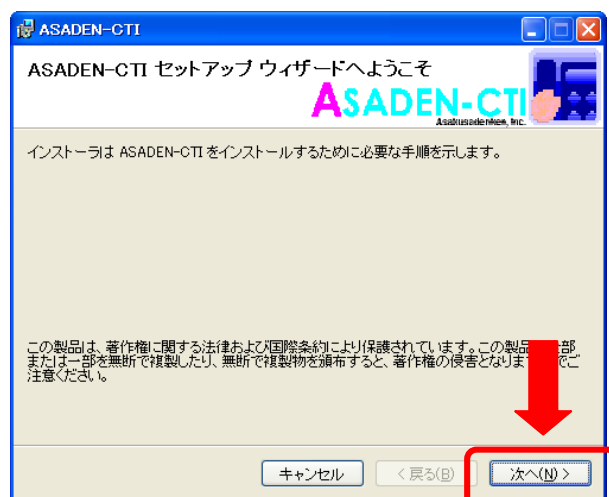 ASADEN-CTI
ASADEN-CTI セットアップ ウィザードへようこそ
ASADEN-CTI
Asakusadenken, Inc.
インストーラは ASADEN-CTI をインストールするために必要な手順を示します。
この製品は、著作権に関する法律および国際条約により保護されています。この製品 全部
または一部を無断で複製したり、無断で複製物を頒布すると、著作権の侵害となりま でご
注意ください。
キャンセル
< 戻る(B)
次へ(N) >